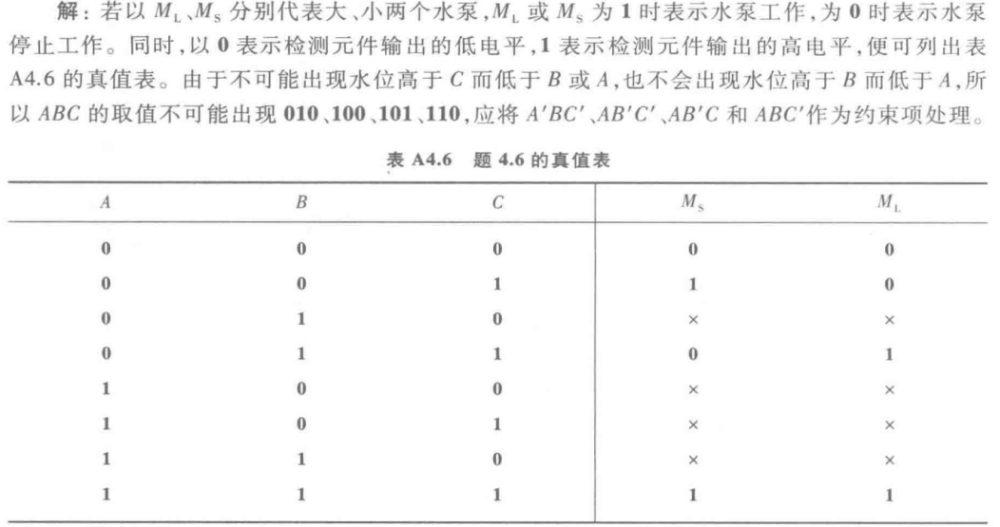 解：若以 M_L、M_S 分别代表大、小两个水泵,M_L 或 M_S 为 1 时表示水泵工作,为 0 时表示水泵
停止工作。同时,以 0 表示检测元件输出的低电平,1 表示检测元件输出的高电平,便可列出表
A4.6 的真值表。由于不可能出现水位高于 C 而低于 B 或 A,也不会出现水位高于 B 而低于 A,所
以 ABC 的取值不可能出现 010、100、101、110,应将 A′BC′、AB′C′、AB′C 和 ABC′作为约束项处理。
表 A4.6 题 4.6 的真值表
A B C M_S M_L
0 0 0 0 0
0 0 1 1 0
0 1 0 × ×
0 1 1 0 1
1 0 0 × ×
1 0 1 × ×
1 1 0 × ×
1 1 1 1 1